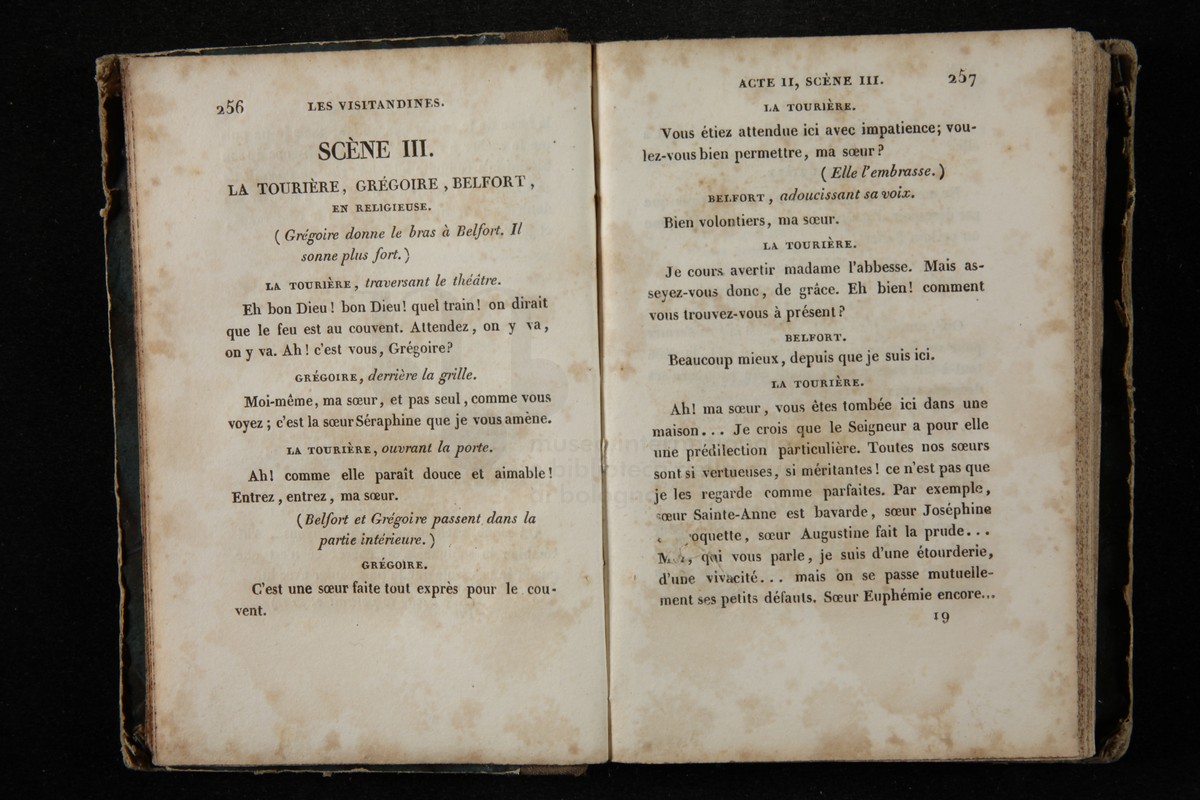 256 LES VISITANDINES.
SCÈNE III.
LA TOURIÈRE, GRÉGOIRE, BELFORT,
EN RELIGIEUSE.
( Grégoire donne le bras à Belfort. Il
sonne plus fort. )
LA TOURIÈRE, traversant le théâtre.
Eh bon Dieu ! bon Dieu! quel train! on dirait
que le feu est au couvent. Attendez, on y va,
on y va. Ah ! c'est vous, Grégoire?
GRÉGOIRE, derrière la grille.
Moi-même, ma sœur, et pas seul, comme vous
voyez ; c'est la sœur Séraphine que je vous amène.
LA TOURIÈRE, ouvrant la porte.
Ah! comme elle paraît douce et aimable!
Entrez, entrez, ma sœur.
( Belfort et Grégoire passent dans la
partie intérieure. )
GRÉGOIRE.
C'est une sœur faite tout exprès pour le cou-
vent.
ACTE II, SCÈNE III. 257
LA TOURIÈRE.
Vous étiez attendue ici avec impatience; vou-
lez-vous bien permettre, ma sœur?
( Elle l'embrasse. )
BELFORT, adoucissant sa voix.
Bien volontiers, ma sœur.
LA TOURIÈRE.
Je cours avertir madame l'abbesse. Mais as-
seyez-vous donc, de grâce. Eh bien! comment
vous trouvez-vous à présent?
BELFORT.
Beaucoup mieux, depuis que je suis ici.
LA TOURIÈRE.
Ah! ma sœur, vous êtes tombée ici dans une
maison... Je crois que le Seigneur a pour elle
une prédilection particulière. Toutes nos sœurs
sont si vertueuses, si méritantes! ce n'est pas que
je les regarde comme parfaites. Par exemple,
sœur Sainte-Anne est bavarde, sœur Joséphine
oquette, sœur Augustine fait la prude...
qui vous parle, je suis d'une étourderie,
d'une vivacité... mais on se passe mutuelle-
ment ses petits défauts. Sœur Euphémie encore...
19